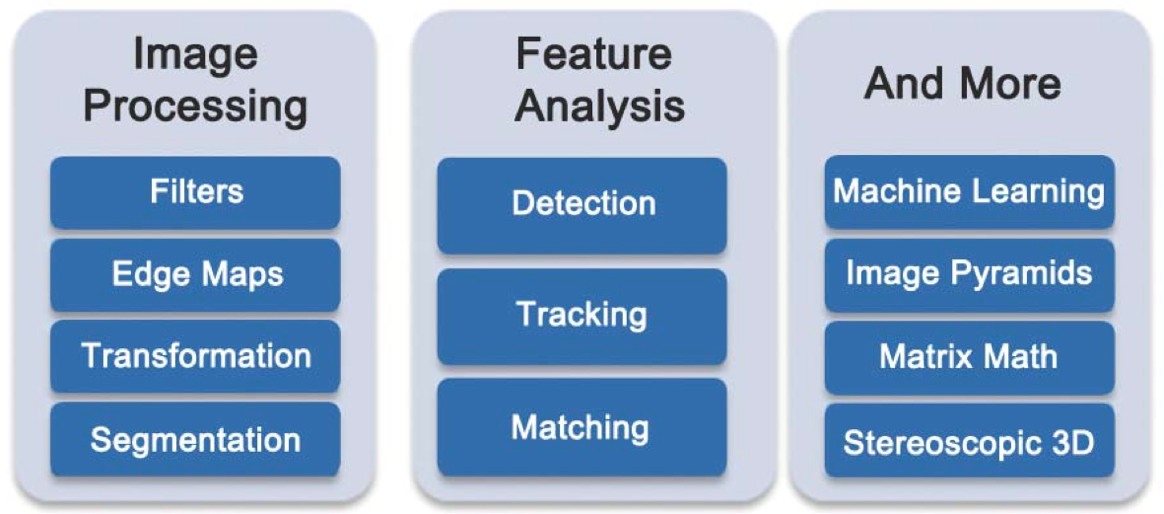 Image
Processing
Filters
Edge Maps
Transformation
Segmentation
Feature
Analysis
Detection
Tracking
Matching
And More
Machine Learning
Image Pyramids
Matrix Math
Stereoscopic 3D